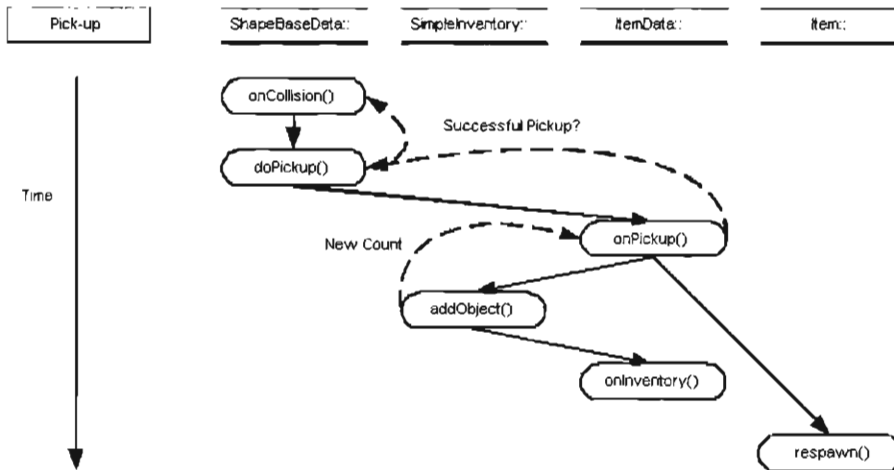 Pick-up
ShapeBaseData::
SimpleInventory::
ItemData::
Item::
onCollision()
Successful Pickup?
doPickup()
Time
onPickup()
New Count
addObject()
onInventory()
respawn()